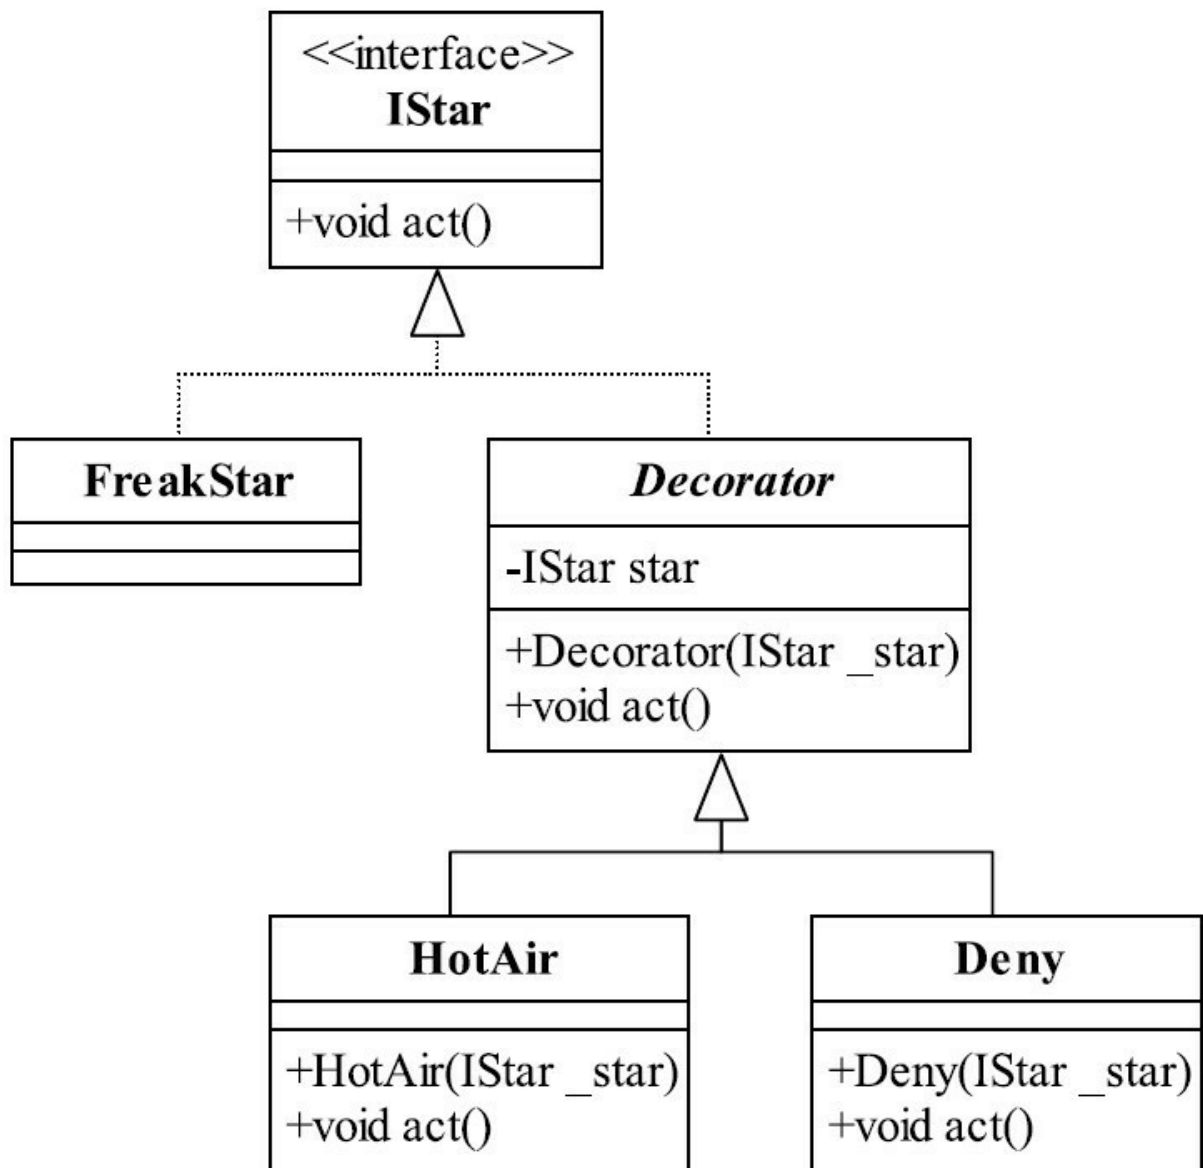 <<interface>>
IStar
+void act()
FreakStar
Decorator
-IStar star
+Decorator(IStar _star)
+void act()
HotAir
+HotAir(IStar _star)
+void act()
Deny
+Deny(IStar _star)
+void act()